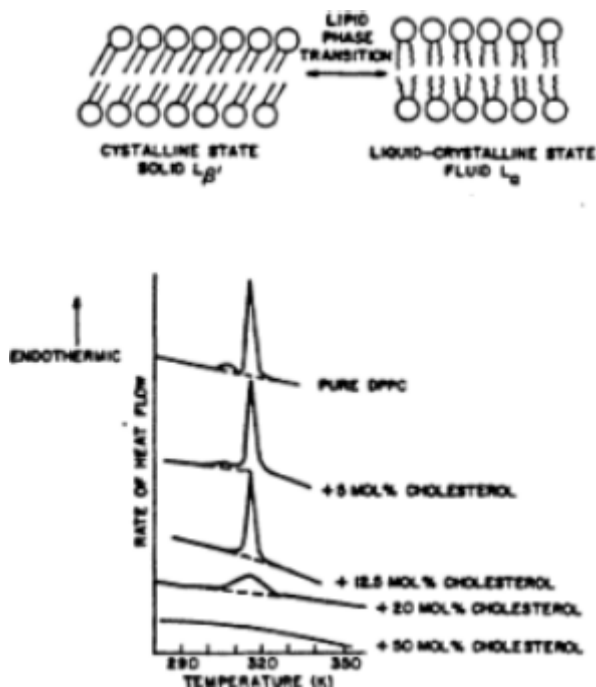 LIPID
PHASE
TRANSITION
CYSTALLINE STATE
SOLID Lβ'
LIQUID-CRYSTALLINE STATE
FLUID Lα
ENDOTHERMIC
RATE OF HEAT FLOW
PURE DPPC
+5 MOL% CHOLESTEROL
+12.5 MOL% CHOLESTEROL
+20 MOL% CHOLESTEROL
+50 MOL% CHOLESTEROL
290 320 350
TEMPERATURE (K)